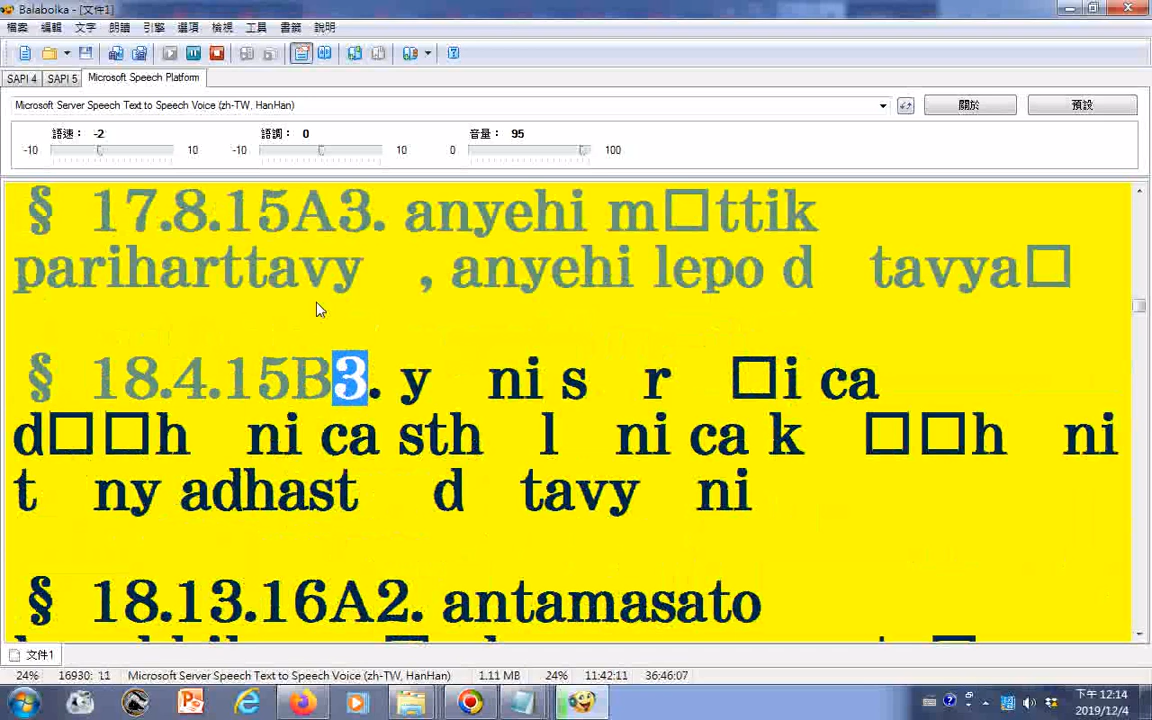 Balabolka - [文件1]
檔案 編輯 文字 朗讀 引擎 選項 檢視 工具 書籤 說明
SAPI 4 SAPI 5 Microsoft Speech Platform
Microsoft Server Speech Text to Speech Voice (zh-TW, HanHan) 關於 預設
語速： -2 語調： 0 音量： 95
-10 10 -10 10 0 100
§ 17.8.15A3. anyehi m□ttik
pariharttavy , anyehi lepo d tavya□
§ 18.4.15B3. y ni s r □i ca
d□□h ni ca sth l ni ca k □□h ni
t ny adhast d tavy ni
§ 18.13.16A2. antamasato
文件1
24% 16930: 11 Microsoft Server Speech Text to Speech Voice (zh-TW, HanHan) 1.11 MB 24% 11:42:11 36:46:07
下午 12:14
2019/12/4